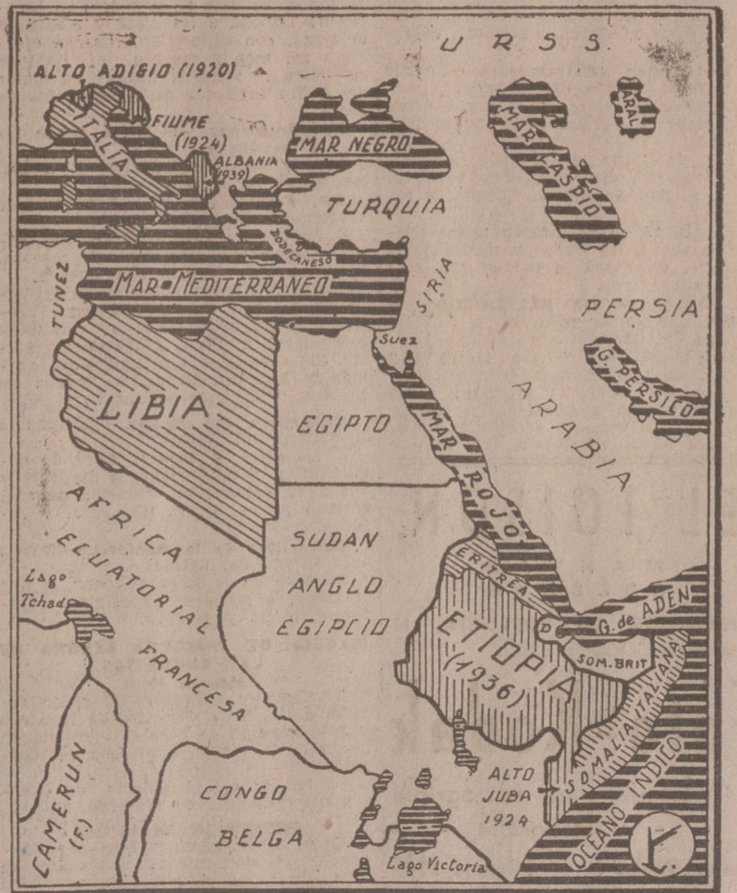 U R S S.
ALTO ADIGIO (1920)
ITALIA
FIUME
(1924)
ALBANIA
1939)
MAR NEGRO
MAR CASPIO
ARAL
TURQUIA
DODECANESO
TUNEZ
MAR=MEDITERRANEO
SIRIA
PERSIA
Suez
G. PERSICO
LIBIA
EGIPTO
MAR ROJO
ARABIA
AFRICA
ECUATORIAL
FRANCESA
SUDAN
ANGLO
EGIPCIO
Lago
Tchad
ERITREA
D
G. de ADEN
ETIOPIA
(1936)
SOM. BRIT
SOMALIA ITALIANA
ALTO
JUBA
1924
OCEANO INDICO
CAMERUN
(F.)
CONGO
BELGA
Lago Victoria